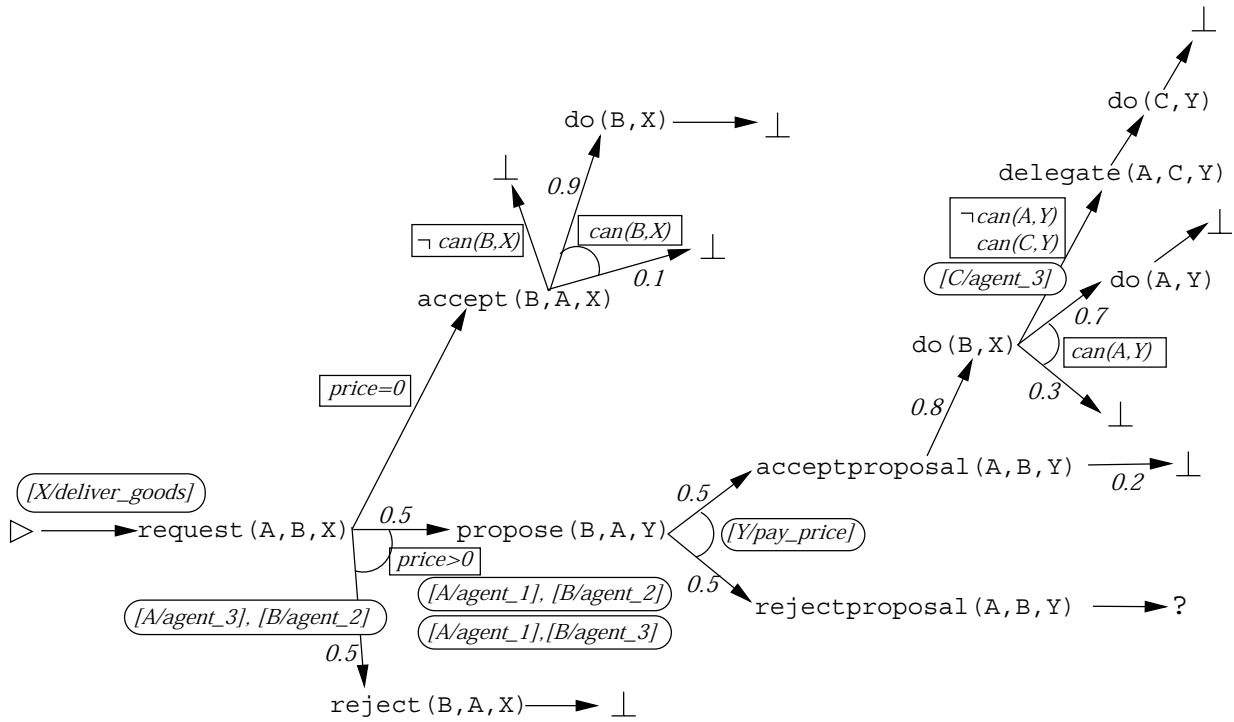 ⊥
do(C,Y)
do(B,X)
⊥
⊥
delegate(A,C,Y)
0.9
¬ can(B,X)
can(B,X)
¬can(A,Y)
can(C,Y)
⊥
⊥
0.1
[C/agent_3]
do(A,Y)
accept(B,A,X)
0.7
do(B,X)
can(A,Y)
price=0
0.8
0.3
⊥
[X/deliver_goods]
0.5
acceptproposal(A,B,Y)
0.2
⊥
▷
request(A,B,X)
0.5
propose(B,A,Y)
[Y/pay_price]
price>0
0.5
[A/agent_3], [B/agent_2]
[A/agent_1], [B/agent_2]
rejectproposal(A,B,Y)
?
[A/agent_1],[B/agent_3]
0.5
reject(B,A,X)
⊥